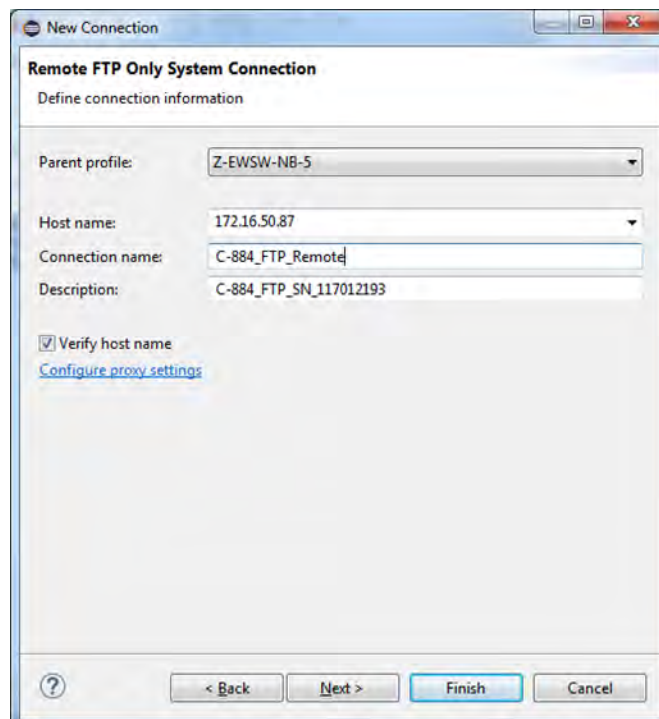 New Connection
Remote FTP Only System Connection
Define connection information
Parent profile: Z-EWSW-NB-5
Host name: 172.16.50.87
Connection name: C-884_FTP_Remote
Description: C-884_FTP_SN_117012193
Verify host name
Configure proxy settings
? < Back Next > Finish Cancel